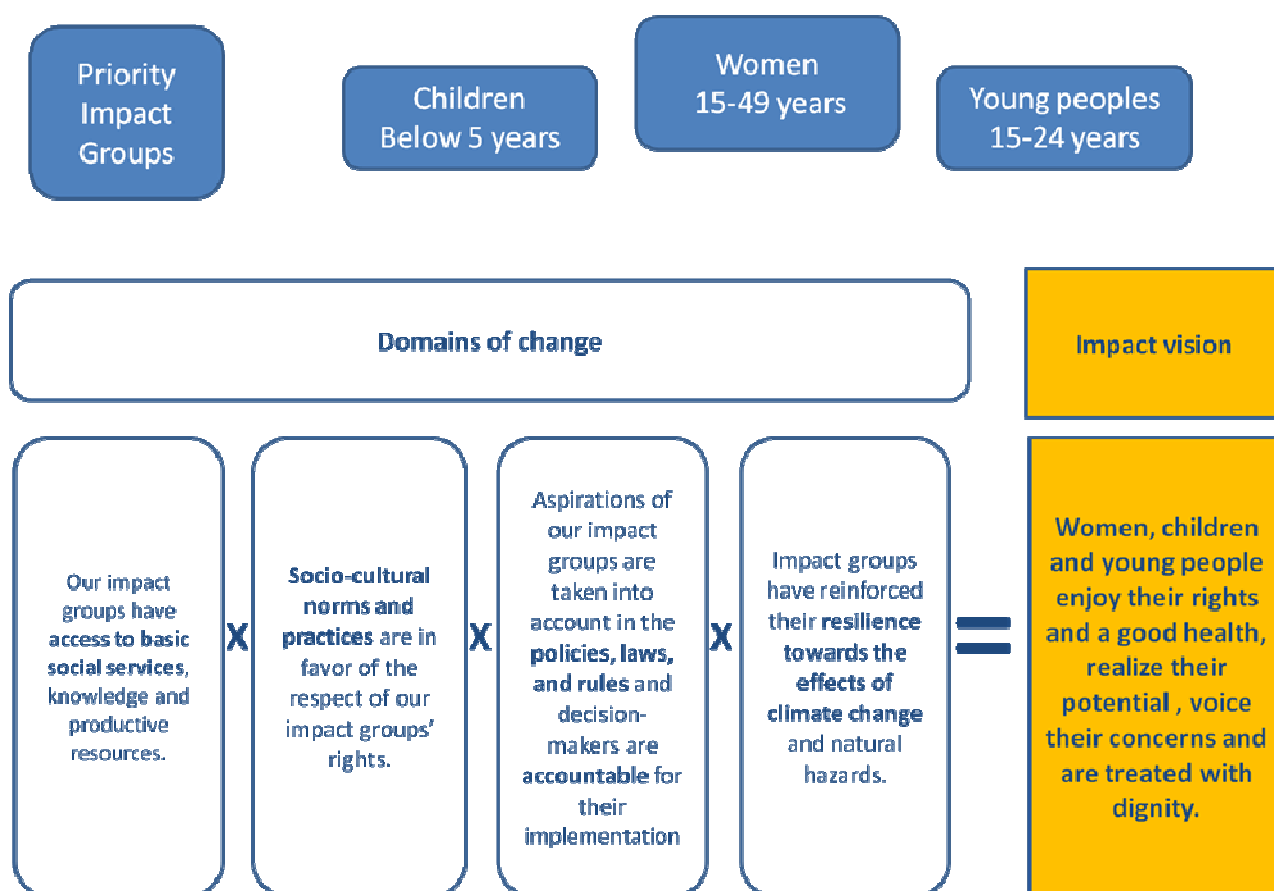 Priority
Impact
Groups
Children
Below 5 years
Women
15-49 years
Young peoples
15-24 years
Domains of change
Impact vision
Our impact
groups have
access to basic
social services,
knowledge and
productive
resources.
X
Socio-cultural
norms and
practices are in
favor of the
respect of our
impact groups’
rights.
X
Aspirations of
our impact
groups are
taken into
account in the
policies, laws,
and rules and
decision-
makers are
accountable for
their
implementation
X
Impact groups
have reinforced
their resilience
towards the
effects of
climate change
and natural
hazards.
=
Women, children
and young people
enjoy their rights
and a good health,
realize their
potential , voice
their concerns and
are treated with
dignity.